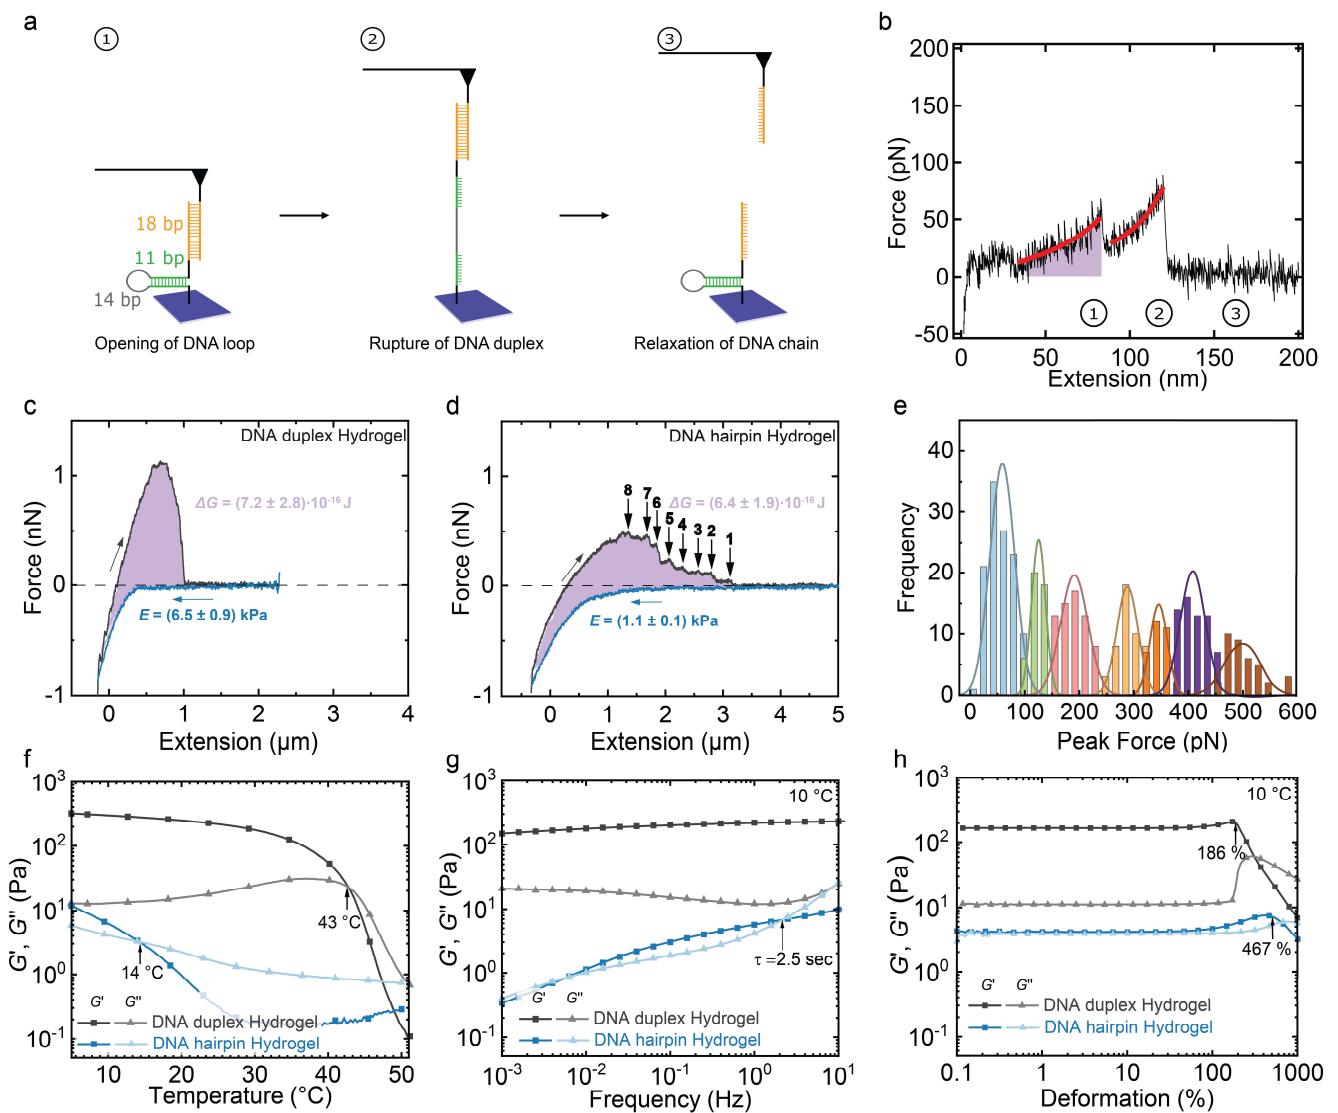 a
① ② ③
18 bp
11 bp
14 bp
Opening of DNA loop
Rupture of DNA duplex
Relaxation of DNA chain
b
Force (pN)
200
150
100
50
0
-50
① ② ③
0 50 100 150 200
Extension (nm)
c
DNA duplex Hydrogel
Force (nN)
1
0
-1
ΔG = (7.2 ± 2.8)·10⁻¹⁶ J
E = (6.5 ± 0.9) kPa
0 1 2 3 4
Extension (µm)
d
DNA hairpin Hydrogel
Force (nN)
1
0
-1
ΔG = (6.4 ± 1.9)·10⁻¹⁶ J
8 7 6 5 4 3 2 1
E = (1.1 ± 0.1) kPa
0 1 2 3 4 5
Extension (µm)
e
Frequency
40
30
20
10
0
0 100 200 300 400 500 600
Peak Force (pN)
f
G', G" (Pa)
10³
10²
10¹
10⁰
10⁻¹
43 °C
14 °C
G' G"
DNA duplex Hydrogel
DNA hairpin Hydrogel
10 20 30 40 50
Temperature (°C)
g
10 °C
G', G" (Pa)
10³
10²
10¹
10⁰
10⁻¹
τ =2.5 sec
G' G"
DNA duplex Hydrogel
DNA hairpin Hydrogel
10⁻³ 10⁻² 10⁻¹ 10⁰ 10¹
Frequency (Hz)
h
10 °C
G', G" (Pa)
10³
10²
10¹
10⁰
10⁻¹
186 %
467 %
G' G"
DNA duplex Hydrogel
DNA hairpin Hydrogel
0.1 1 10 100 1000
Deformation (%)